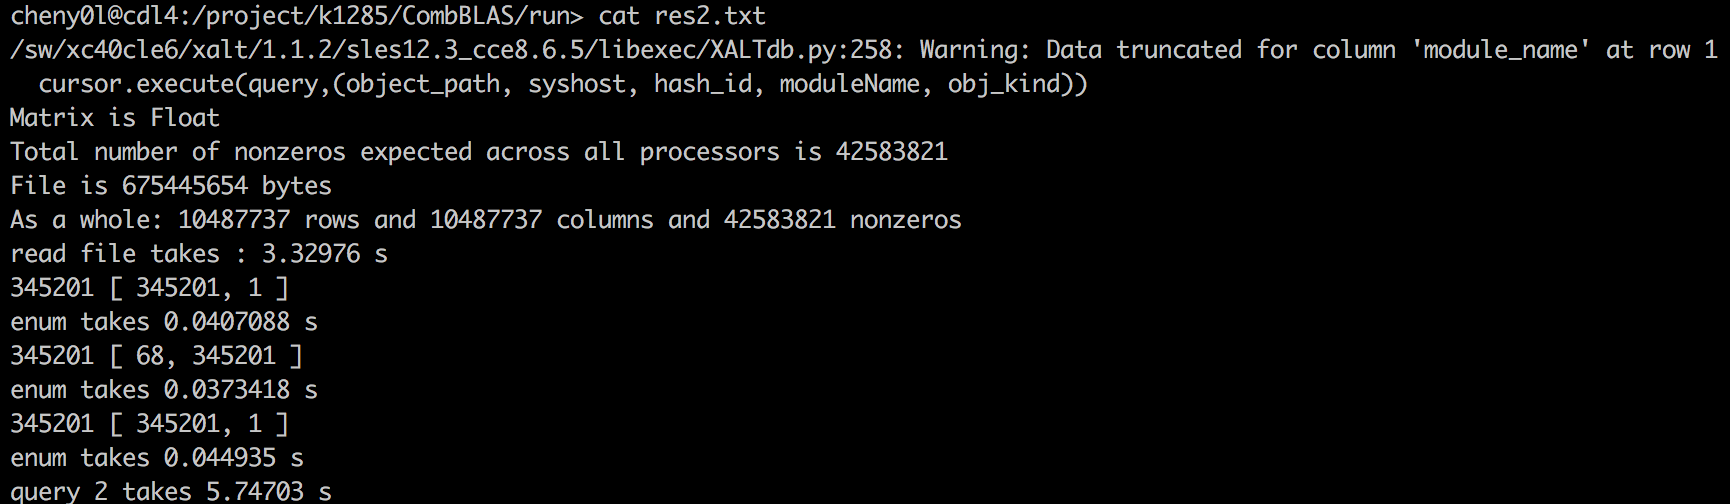 cheny0l@cdl4:/project/k1285/CombBLAS/run> cat res2.txt
/sw/xc40cle6/xalt/1.1.2/sles12.3_cce8.6.5/libexec/XALTdb.py:258: Warning: Data truncated for column 'module_name' at row 1
  cursor.execute(query,(object_path, syshost, hash_id, moduleName, obj_kind))
Matrix is Float
Total number of nonzeros expected across all processors is 42583821
File is 675445654 bytes
As a whole: 10487737 rows and 10487737 columns and 42583821 nonzeros
read file takes : 3.32976 s
345201 [ 345201, 1 ]
enum takes 0.0407088 s
345201 [ 68, 345201 ]
enum takes 0.0373418 s
345201 [ 345201, 1 ]
enum takes 0.044935 s
query 2 takes 5.74703 s